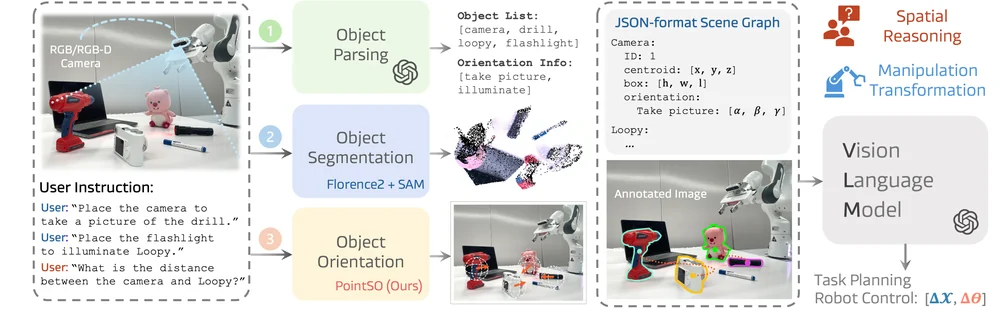 RGB/RGB-D
Camera
User Instruction:
User: “Place the camera to
take a picture of the drill.”
User: “Place the flashlight
to illuminate Loopy.”
User: “What is the distance
between the camera and Loopy?”
1
Object
Parsing
Object List:
[camera, drill,
loopy, flashlight]
Orientation Info:
[take picture,
illuminate]
2
Object
Segmentation
Florence2 + SAM
3
Object
Orientation
PointSO (Ours)
JSON-format Scene Graph
Camera:
ID: 1
centroid: [x, y, z]
box: [h, w, l]
orientation:
Take picture: [α, β, γ]
Loopy:
…
Annotated Image
Spatial
Reasoning
Manipulation
Transformation
Vision
Language
Model
Task Planning
Robot Control: [ΔX, ΔΘ]